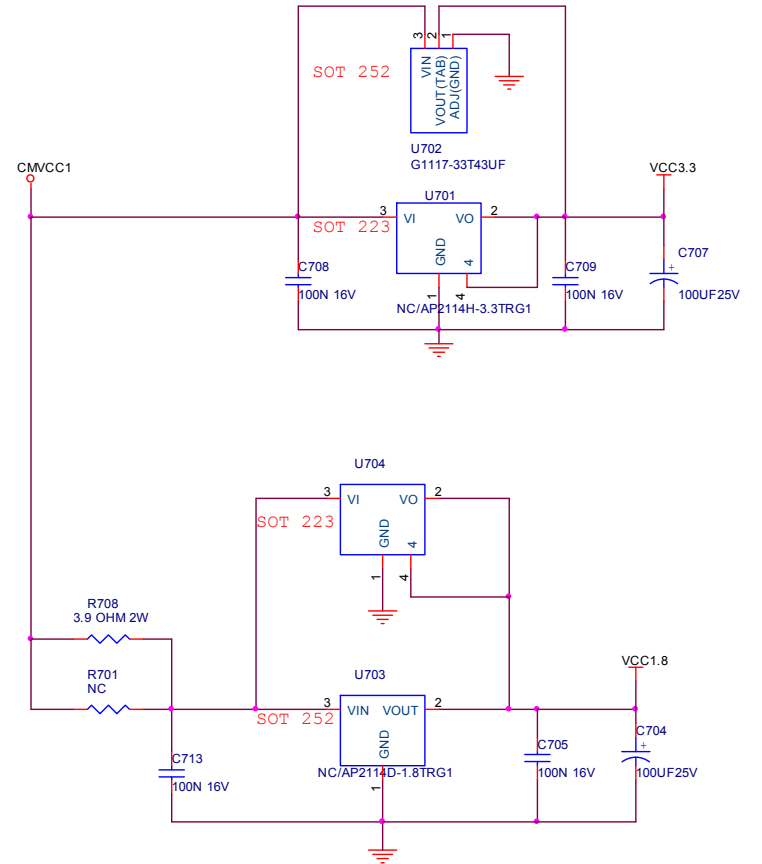 3
2
1
VIN
VOUT(TAB)
ADJ(GND)
SOT 252
U702
G1117-33T43UF
CMVCC1
VCC3.3
U701
3
VI
VO
2
SOT 223
GND
4
1
4
C708
100N 16V
C709
100N 16V
C707
+
100UF25V
NC/AP2114H-3.3TRG1
U704
3
VI
VO
2
SOT 223
GND
4
1
4
R708
3.9 OHM 2W
R701
NC
U703
3
VIN
VOUT
2
SOT 252
GND
NC/AP2114D-1.8TRG1
1
VCC1.8
C713
100N 16V
C705
100N 16V
C704
+
100UF25V